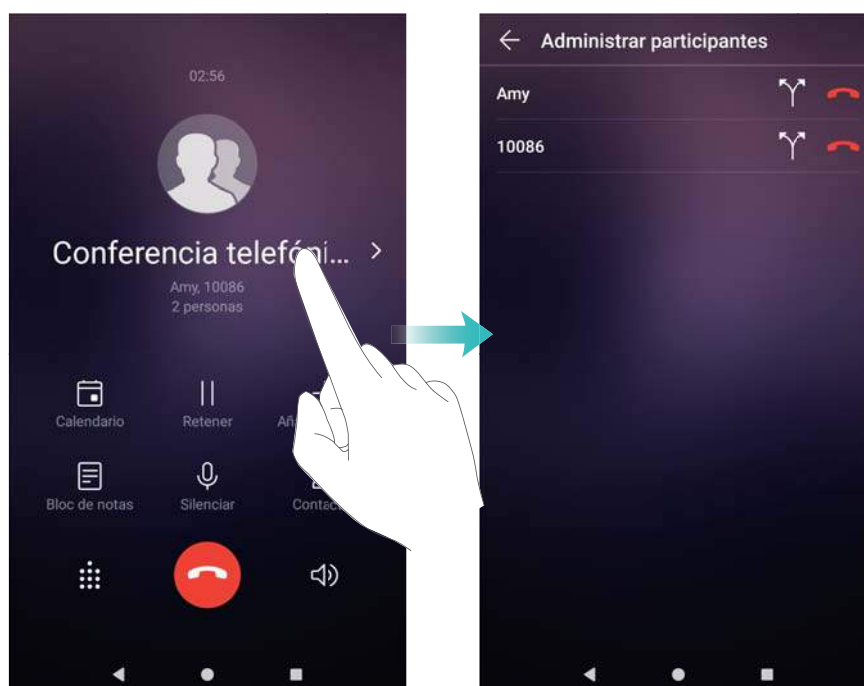 02:56
Conferencia telefóni...
Amy, 10086
2 personas
Calendario
Retener
Bloc de notas
Silenciar
Administrar participantes
Amy
10086